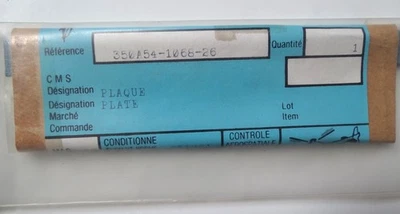 Référence 350A54-1068-26 Quantité 1
C M S
Désignation PLAQUE
Désignation PLATE
Marché Lot
Commande Item
CONDITIONNE CONTROLE